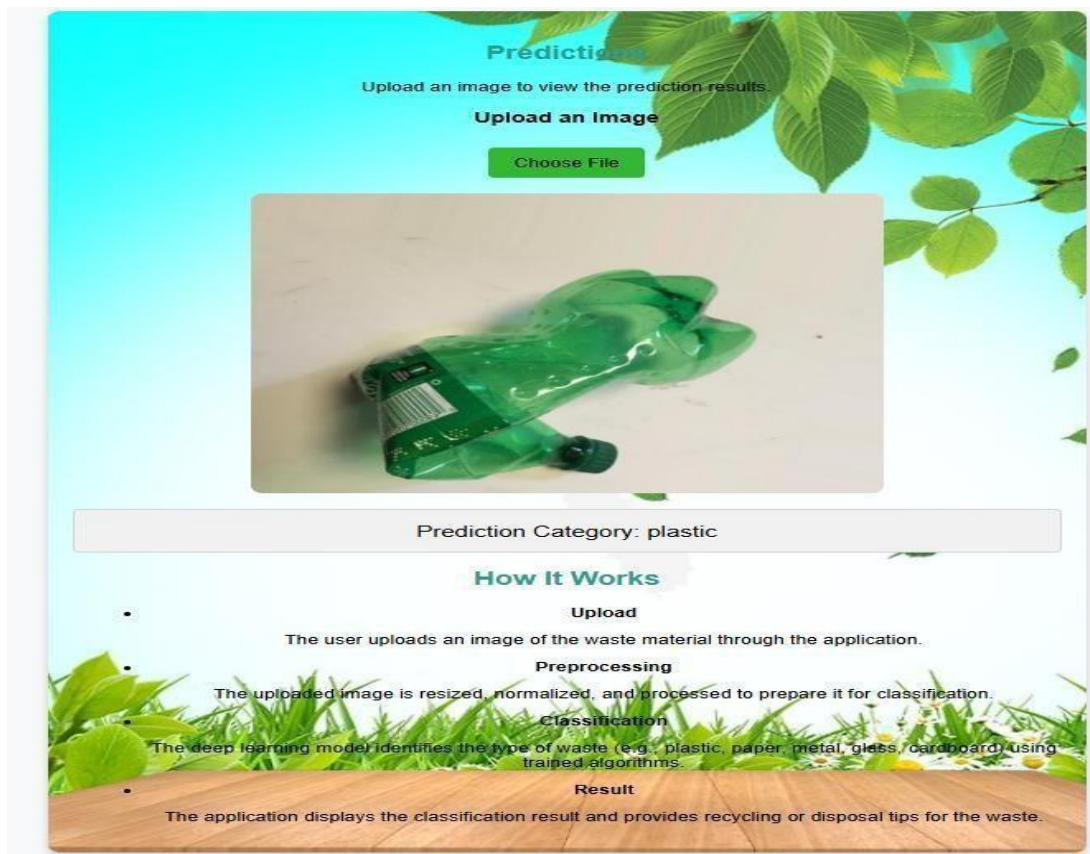 Predictions
Upload an image to view the prediction results.
Upload an Image
Choose File
Prediction Category: plastic
How It Works
Upload
The user uploads an image of the waste material through the application.
Preprocessing
The uploaded image is resized, normalized, and processed to prepare it for classification.
Classification
The deep learning model identifies the type of waste (e.g., plastic, paper, metal, glass, cardboard) using
trained algorithms.
Result
The application displays the classification result and provides recycling or disposal tips for the waste.